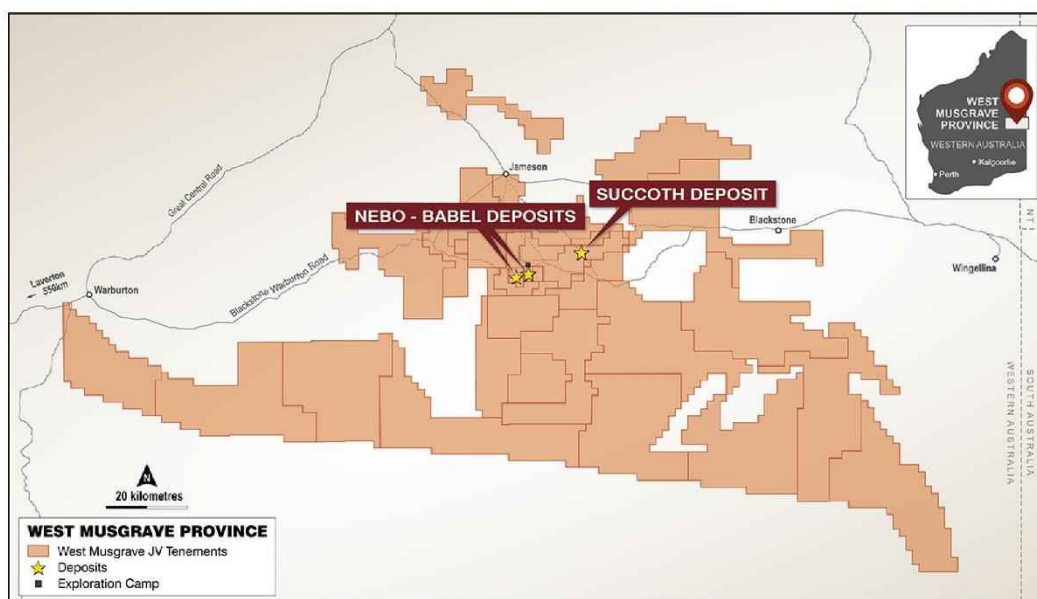 WEST
MUSGRAVE
PROVINCE
WESTERN AUSTRALIA
Kalgoorlie
Perth
Great Central Road
Jameson
SUCCOTH DEPOSIT
NEBO - BABEL DEPOSITS
Blackstone
NT
Wingellina
Laverton
550km
Warburton
Blackstone Warburton Road
WESTERN AUSTRALIA
SOUTH AUSTRALIA
N
20 kilometres
WEST MUSGRAVE PROVINCE
West Musgrave JV Tenements
Deposits
Exploration Camp